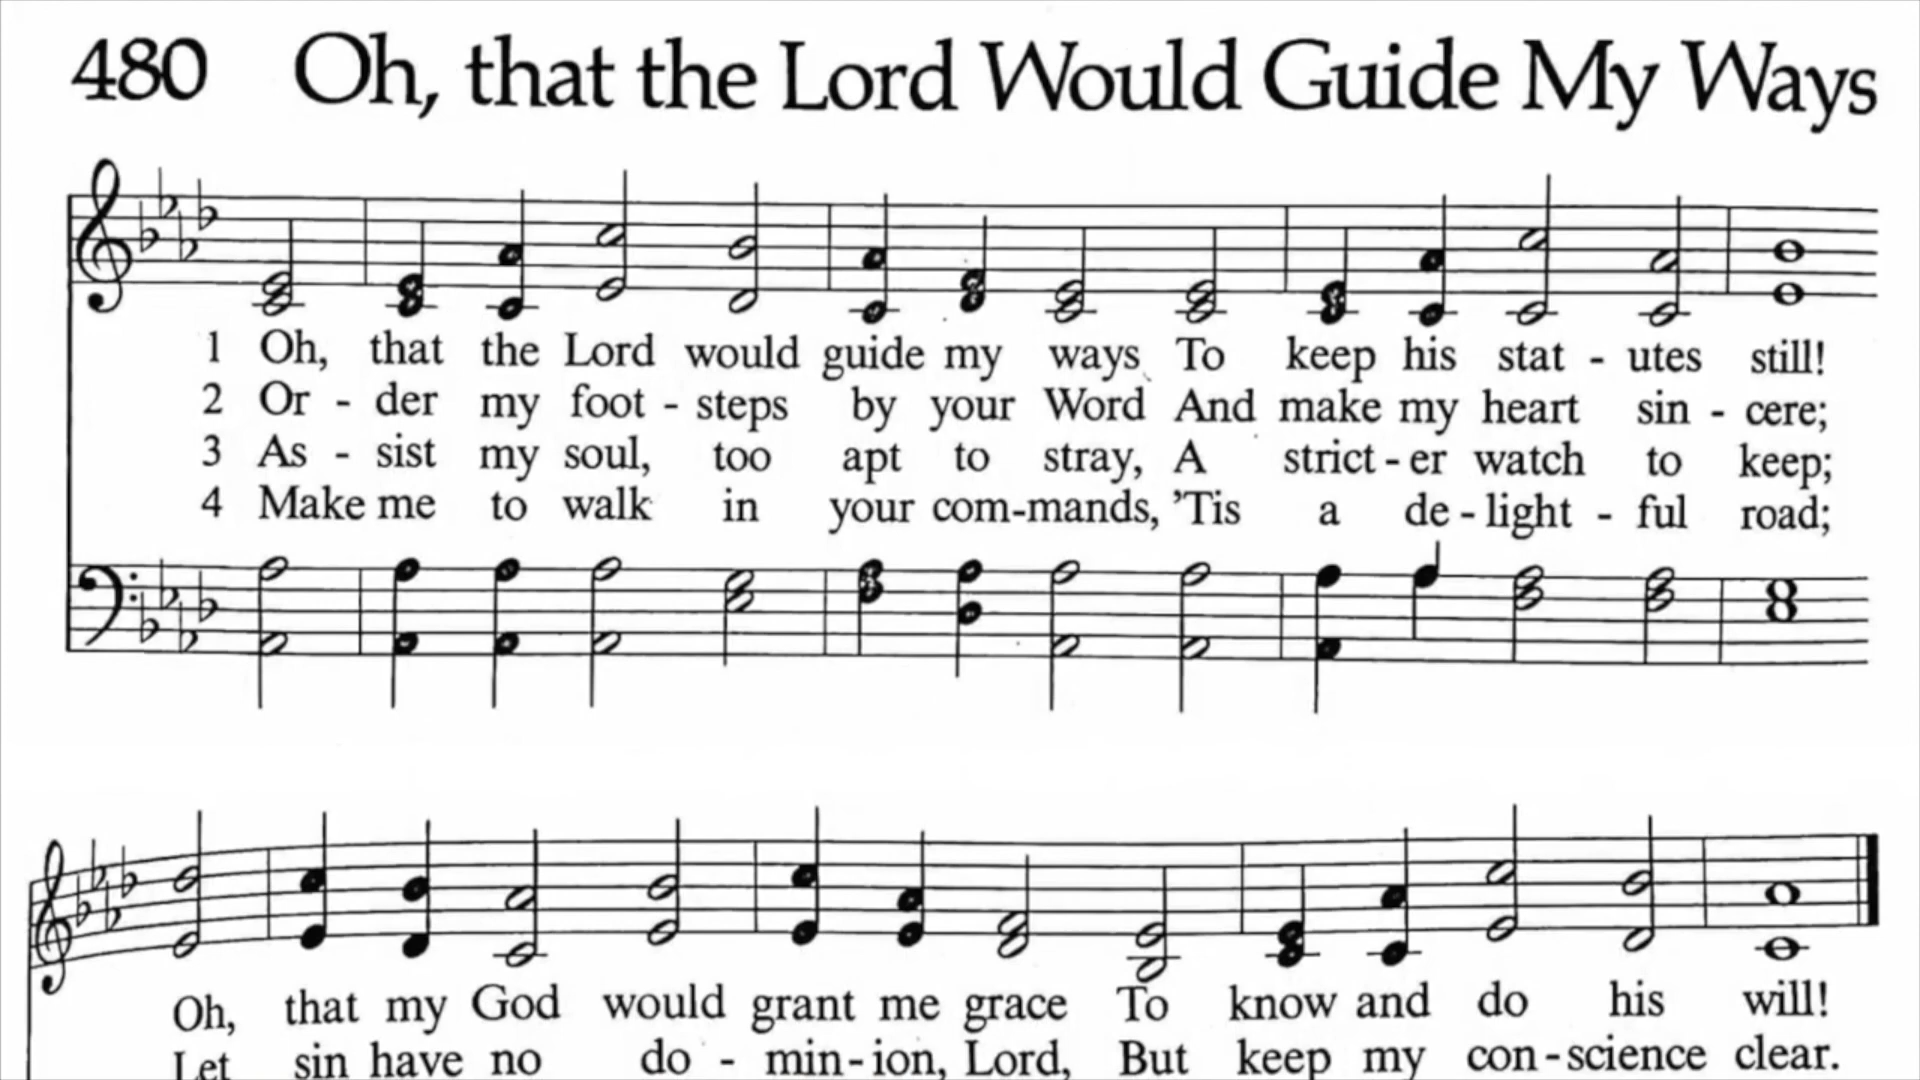 480 Oh, that the Lord Would Guide My Ways
1 Oh, that the Lord would guide my ways To keep his stat - utes still!
2 Or - der my foot - steps by your Word And make my heart sin - cere;
3 As - sist my soul, too apt to stray, A strict - er watch to keep;
4 Make me to walk in your com-mands, ’Tis a de - light - ful road;
Oh, that my God would grant me grace To know and do his will!
Let sin have no do - min - ion, Lord, But keep my con - science clear.